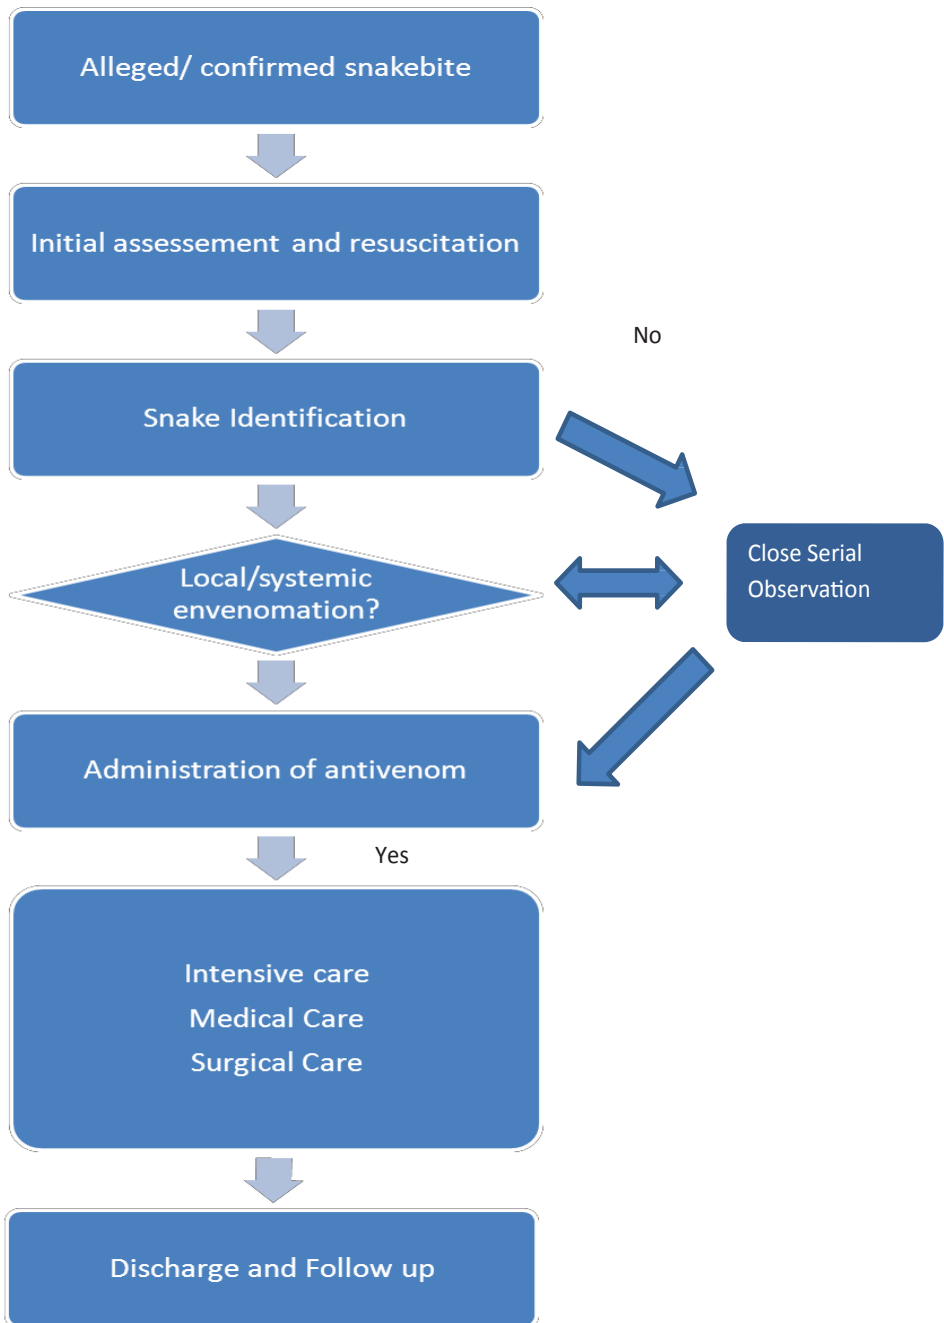 Alleged/ confirmed snakebite
Initial assessement and resuscitation
No
Snake Identification
Local/systemic
envenomation?
Close Serial
Observation
Administration of antivenom
Yes
Intensive care
Medical Care
Surgical Care
Discharge and Follow up